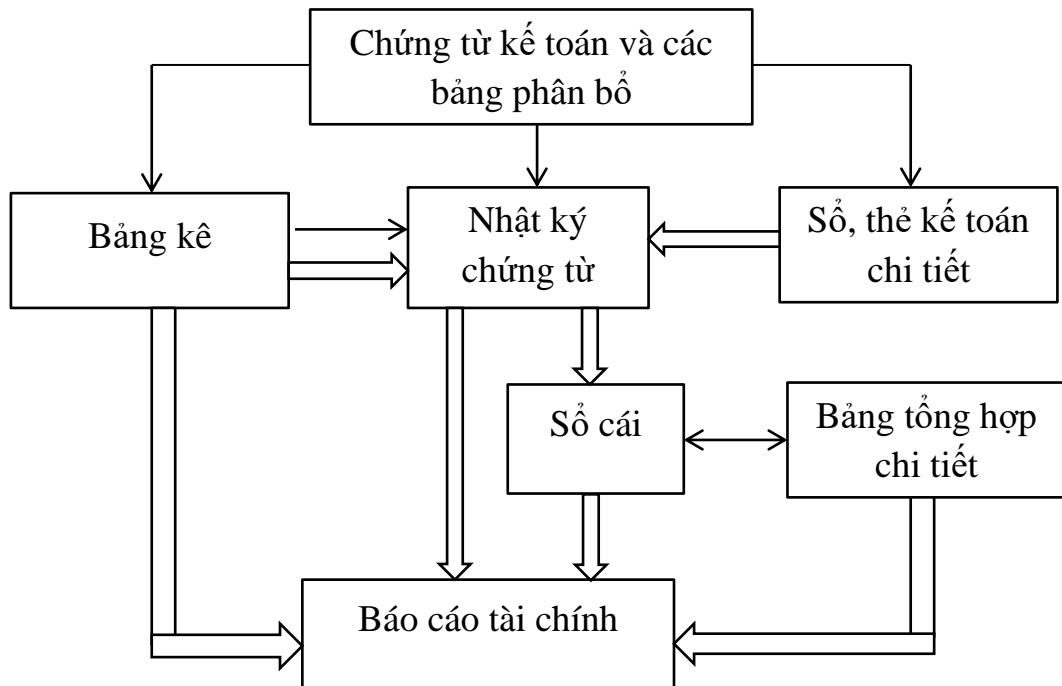 Chứng từ kế toán và các
bảng phân bổ
Bảng kê
Nhật ký
chứng từ
Sổ, thẻ kế toán
chi tiết
Sổ cái
Bảng tổng hợp
chi tiết
Báo cáo tài chính